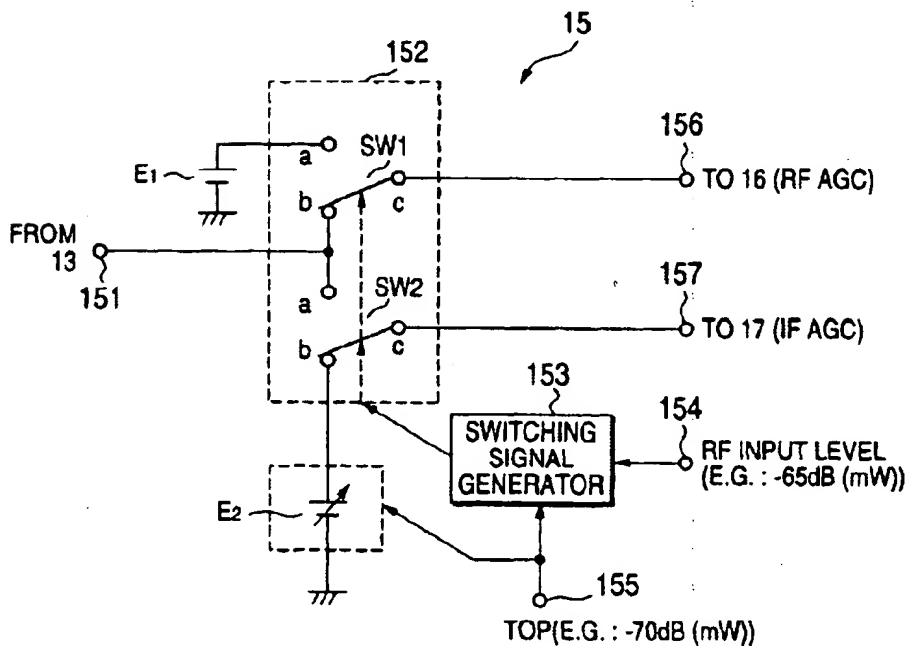 15
152
156
a
SW1
E1
TO 16 (RF AGC)
b
c
FROM
13
151
157
a
SW2
TO 17 (IF AGC)
b
c
153
154
SWITCHING
SIGNAL
GENERATOR
RF INPUT LEVEL
(E.G. : -65dB (mW))
E2
155
TOP(E.G. : -70dB (mW))